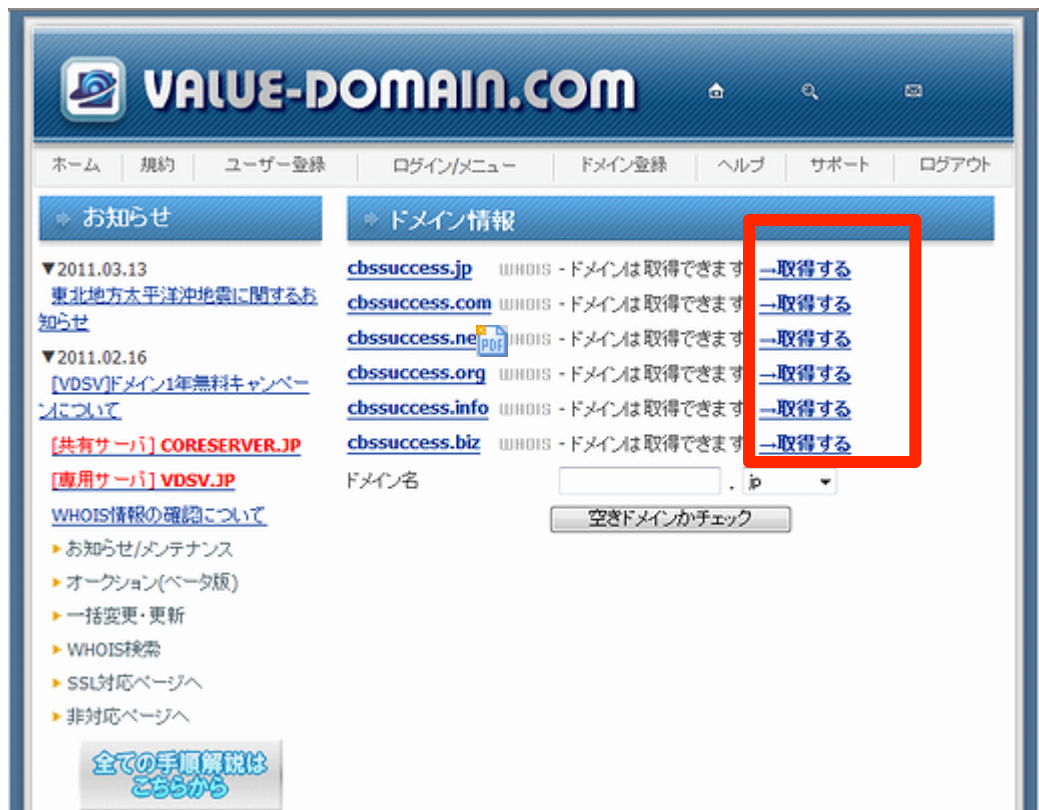 VALUE-DOMAIN.COM
ホーム 規約 ユーザー登録 ログイン/メニュー ドメイン登録 ヘルプ サポート ログアウト
お知らせ
▼2011.03.13
東北地方太平洋沖地震に関するお
知らせ
▼2011.02.16
[VDSV]ドメイン1年無料キャンペー
ンについて
[共有サーバ] CORESERVER.JP
[専用サーバ] VDSV.JP
WHOIS情報の確認について
お知らせ/メンテナンス
オークション(ベータ版)
一括変更・更新
WHOIS検索
SSL対応ページへ
非対応ページへ
全ての手順解説は
こちらから
ドメイン情報
cbssuccess.jp WHOIS - ドメインは取得できます →取得する
cbssuccess.com WHOIS - ドメインは取得できます →取得する
cbssuccess.ne PDF HOIS - ドメインは取得できます →取得する
cbssuccess.org WHOIS - ドメインは取得できます →取得する
cbssuccess.info WHOIS - ドメインは取得できます →取得する
cbssuccess.biz WHOIS - ドメインは取得できます →取得する
ドメイン名 . jp
空きドメインかチェック